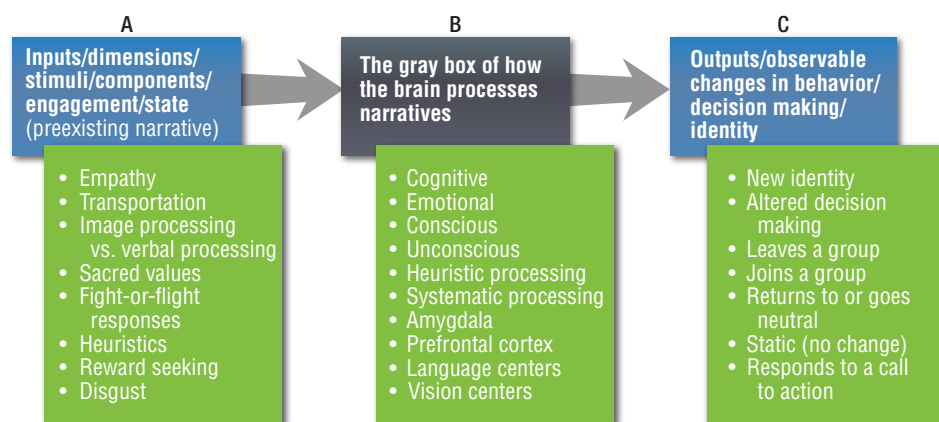 A
Inputs/dimensions/
stimuli/components/
engagement/state
(preexisting narrative)
• Empathy
• Transportation
• Image processing
vs. verbal processing
• Sacred values
• Fight-or-flight
responses
• Heuristics
• Reward seeking
• Disgust
B
The gray box of how
the brain processes
narratives
• Cognitive
• Emotional
• Conscious
• Unconscious
• Heuristic processing
• Systematic processing
• Amygdala
• Prefrontal cortex
• Language centers
• Vision centers
C
Outputs/observable
changes in behavior/
decision making/
identity
• New identity
• Altered decision
making
• Leaves a group
• Joins a group
• Returns to or goes
neutral
• Static (no change)
• Responds to a call
to action